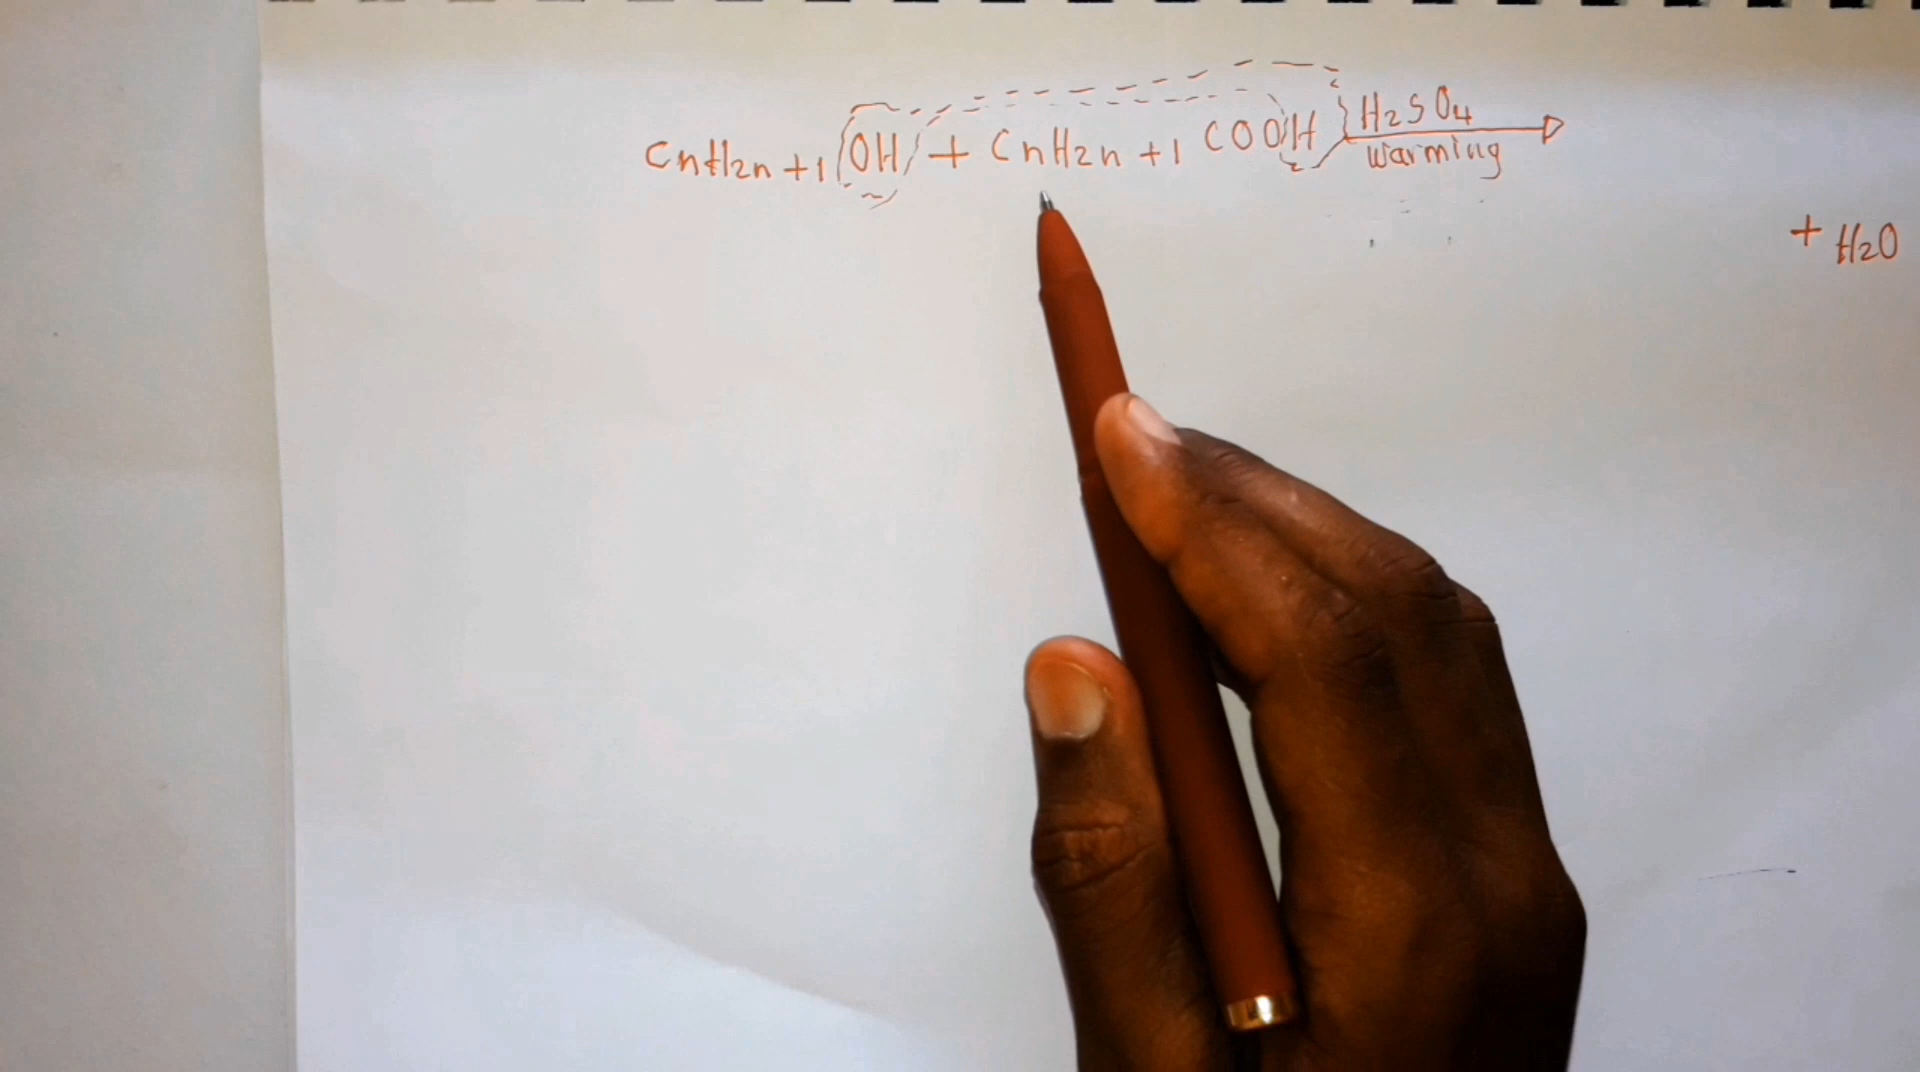 CnH2n+1 OH + CnH2n+1 COOH H2SO4
warming
+ H2O